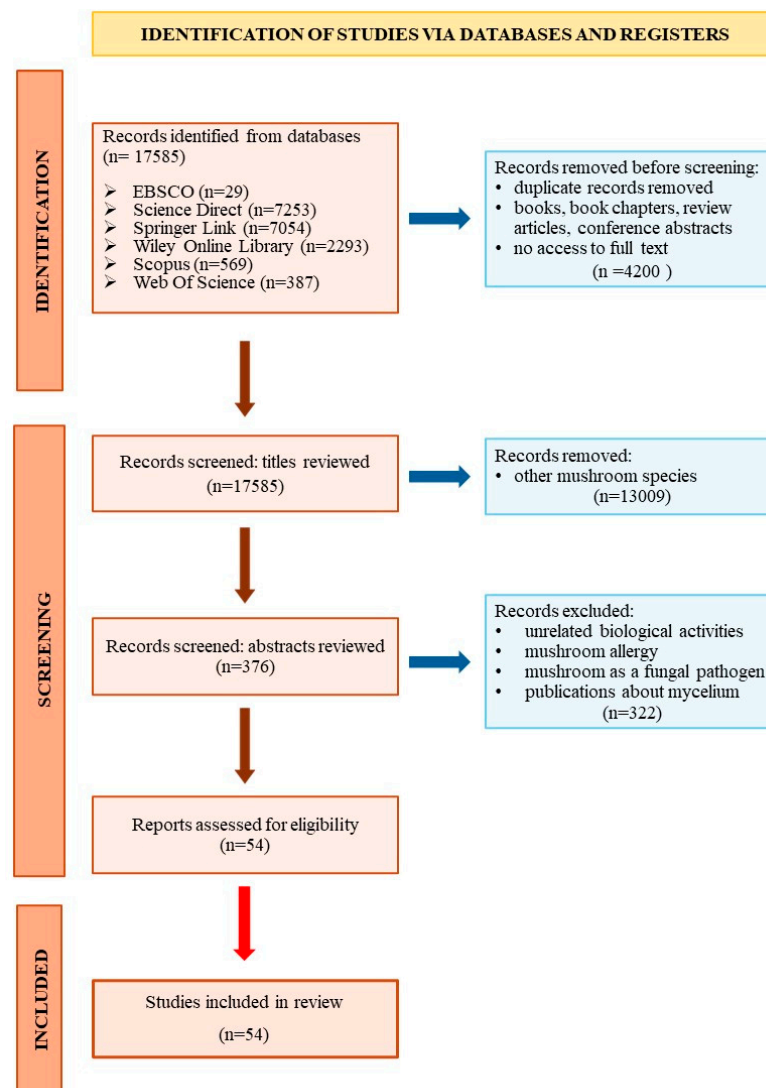 IDENTIFICATION OF STUDIES VIA DATABASES AND REGISTERS
IDENTIFICATION
Records identified from databases
(n= 17585)
➢ EBSCO (n=29)
➢ Science Direct (n=7253)
➢ Springer Link (n=7054)
➢ Wiley Online Library (n=2293)
➢ Scopus (n=569)
➢ Web Of Science (n=387)
Records removed before screening:
• duplicate records removed
• books, book chapters, review
articles, conference abstracts
• no access to full text
(n =4200 )
SCREENING
Records screened: titles reviewed
(n=17585)
Records removed:
• other mushroom species
(n=13009)
Records screened: abstracts reviewed
(n=376)
Records excluded:
• unrelated biological activities
• mushroom allergy
• mushroom as a fungal pathogen
• publications about mycelium
(n=322)
Reports assessed for eligibility
(n=54)
INCLUDED
Studies included in review
(n=54)